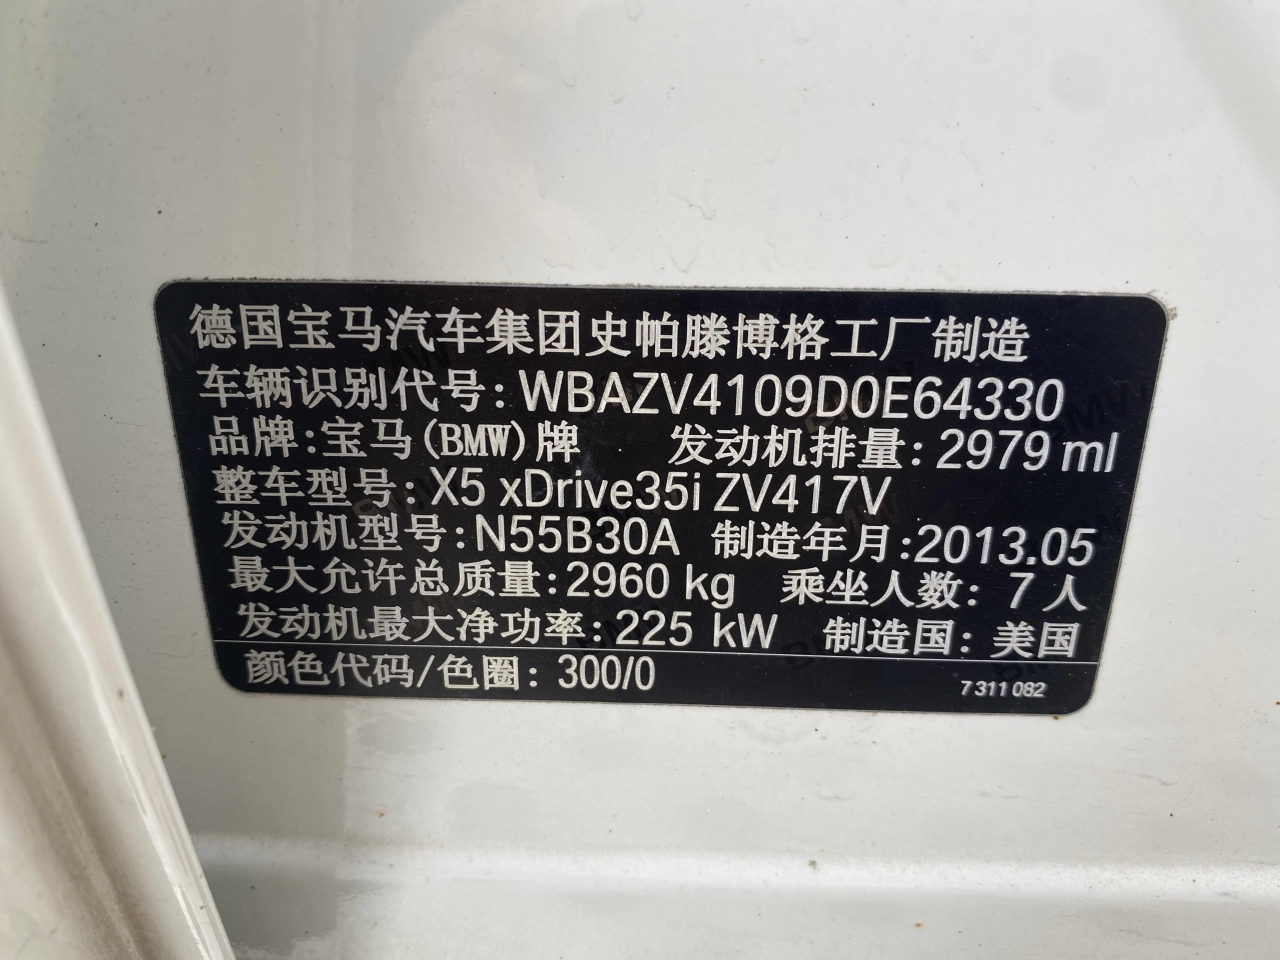 德国宝马汽车集团史帕滕博格工厂制造
车辆识别代号: WBAZV4109D0E64330
品牌: 宝马(BMW)牌 发动机排量: 2979 ml
整车型号: X5 xDrive35i ZV417V
发动机型号: N55B30A 制造年月: 2013.05
最大允许总质量: 2960 kg 乘坐人数: 7 人
发动机最大净功率: 225 kW 制造国: 美国
颜色代码/色圈: 300/0 7 311 082